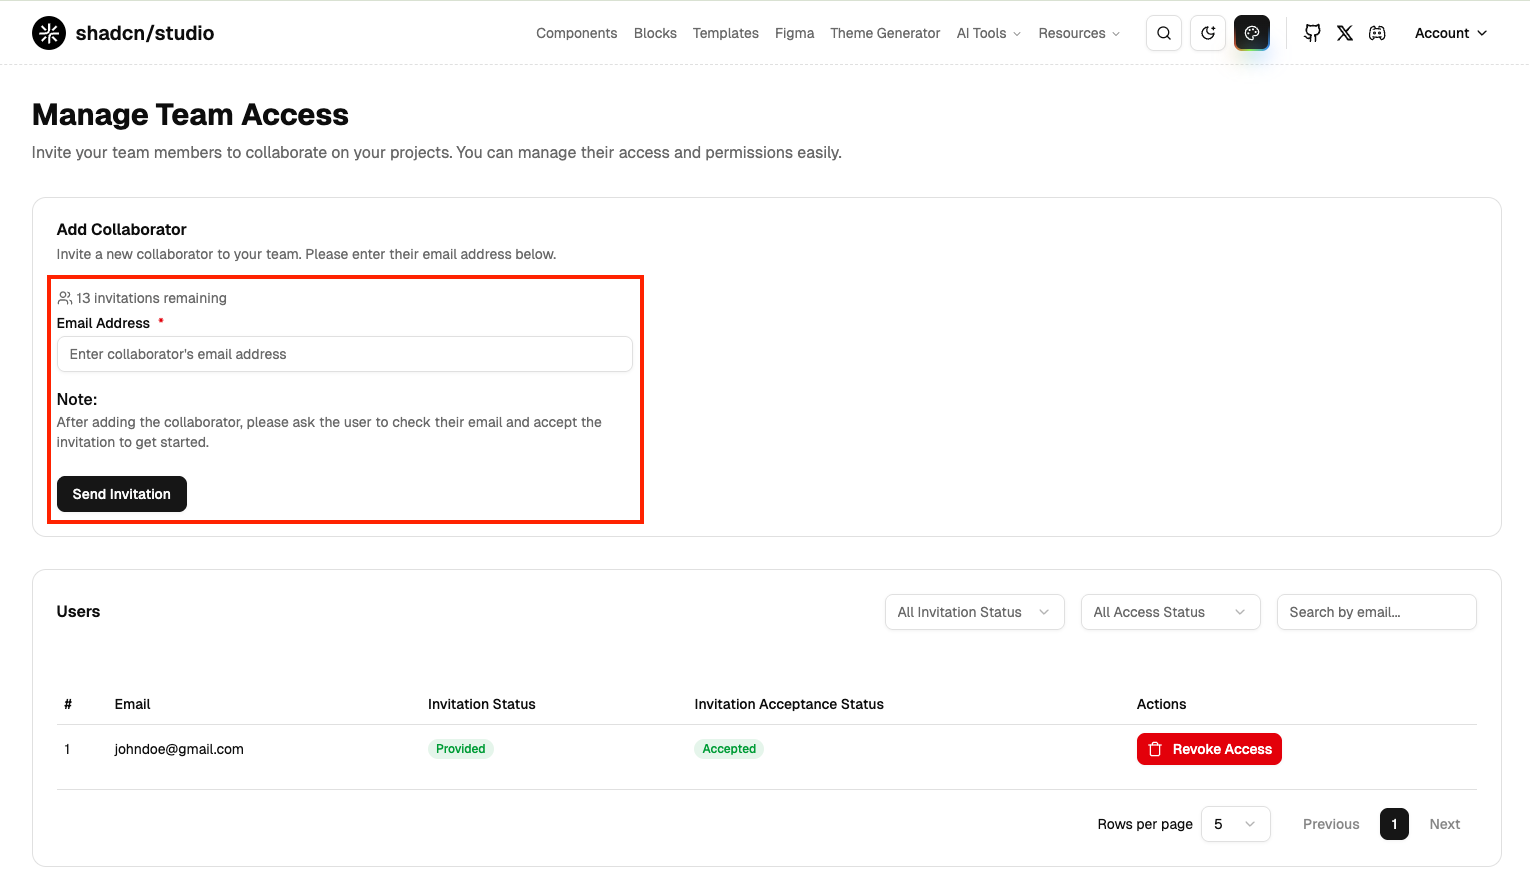 shadcn/studio
Components Blocks Templates Figma Theme Generator AI Tools Resources Account
Manage Team Access
Invite your team members to collaborate on your projects. You can manage their access and permissions easily.
Add Collaborator
Invite a new collaborator to your team. Please enter their email address below.
13 invitations remaining
Email Address *
Enter collaborator's email address
Note:
After adding the collaborator, please ask the user to check their email and accept the
invitation to get started.
Send Invitation
Users
All Invitation Status
All Access Status
Search by email...
# Email Invitation Status Invitation Acceptance Status Actions
1 johndoe@gmail.com Provided Accepted Revoke Access
Rows per page 5 Previous 1 Next